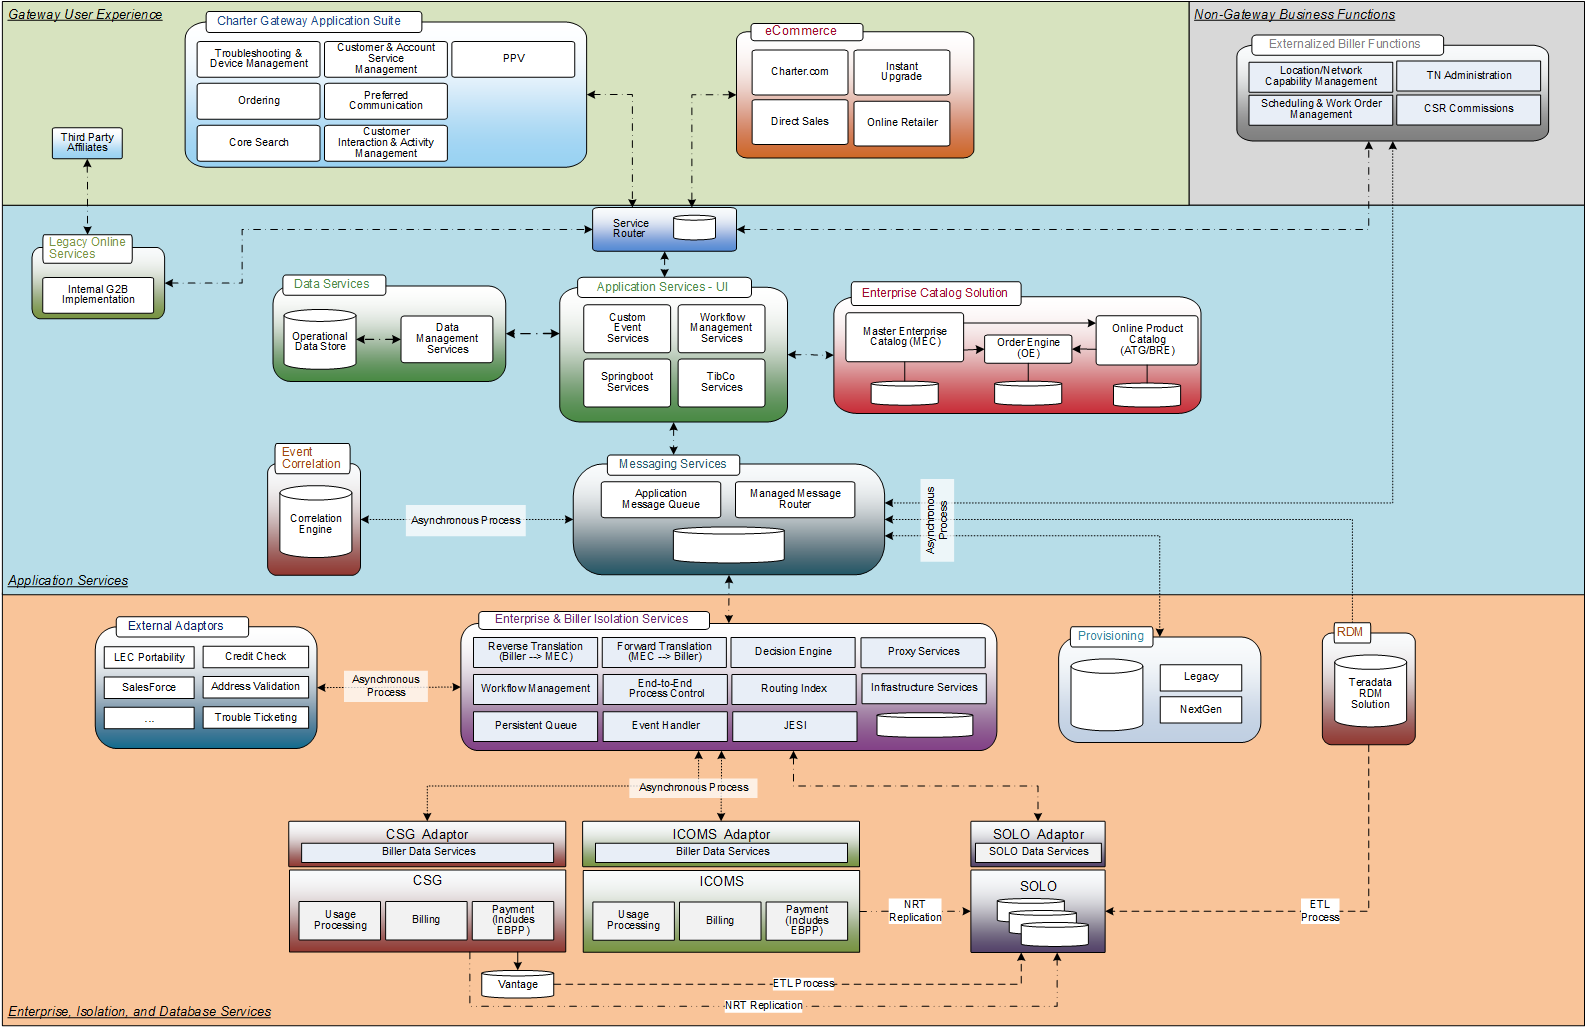 Gateway User Experience
Charter Gateway Application Suite
Troubleshooting &
Device Management
Customer & Account
Service
Management
PPV
Ordering
Preferred
Communication
Core Search
Customer
Interaction & Activity
Management
eCommerce
Charter.com
Instant
Upgrade
Direct Sales
Online Retailer
Non-Gateway Business Functions
Externalized Biller Functions
Location/Network
Capability Management
TN Administration
Scheduling & Work Order
Management
CSR Commissions
Third Party
Affiliates
Legacy Online
Services
Internal G2B
Implementation
Service
Router
Data Services
Operational
Data Store
Data
Management
Services
Application Services - UI
Custom
Event
Services
Workflow
Management
Services
Springboot
Services
TibCo
Services
Enterprise Catalog Solution
Master Enterprise
Catalog (MEC)
Order Engine
(OE)
Online Product
Catalog
(ATG/BRE)
Event
Correlation
Correlation
Engine
Asynchronous Process
Messaging Services
Application
Message Queue
Managed Message
Router
Asynchronous
Process
Application Services
External Adaptors
LEC Portability
Credit Check
SalesForce
Address Validation
...
Trouble Ticketing
Asynchronous
Process
Enterprise & Biller Isolation Services
Reverse Translation
(Biller --> MEC)
Forward Translation
(MEC --> Biller)
Decision Engine
Proxy Services
Workflow Management
End-to-End
Process Control
Routing Index
Infrastructure Services
Persistent Queue
Event Handler
JESI
Provisioning
Legacy
NextGen
RDM
Teradata
RDM
Solution
Asynchronous Process
CSG Adaptor
Biller Data Services
CSG
Usage
Processing
Billing
Payment
(Includes
EBPP)
ICOMS Adaptor
Biller Data Services
ICOMS
Usage
Processing
Billing
Payment
(Includes
EBPP)
NRT
Replication
SOLO Adaptor
SOLO Data Services
SOLO
ETL
Process
Vantage
ETL Process
NRT Replication
Enterprise, Isolation, and Database Services